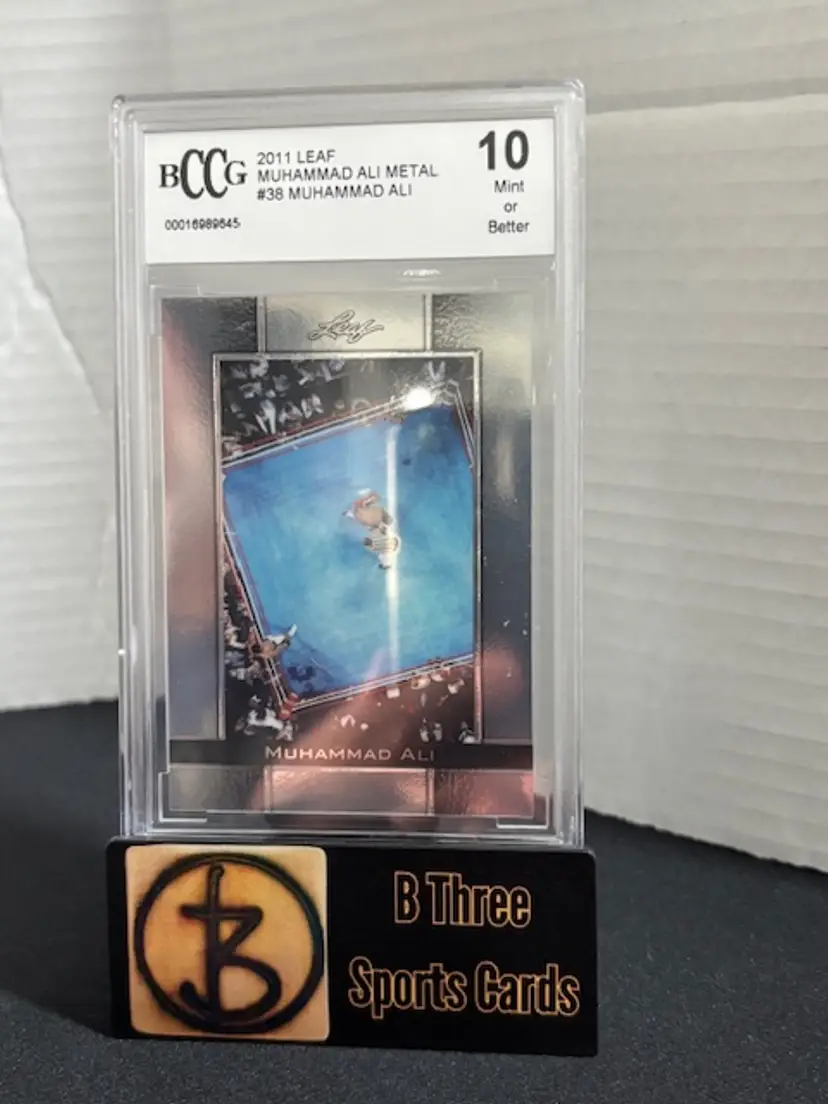 BCCG
2011 LEAF
MUHAMMAD ALI METAL
#38 MUHAMMAD ALI
00016989645
10
Mint
or
Better
Leaf
MUHAMMAD ALI
B
B Three
Sports Cards